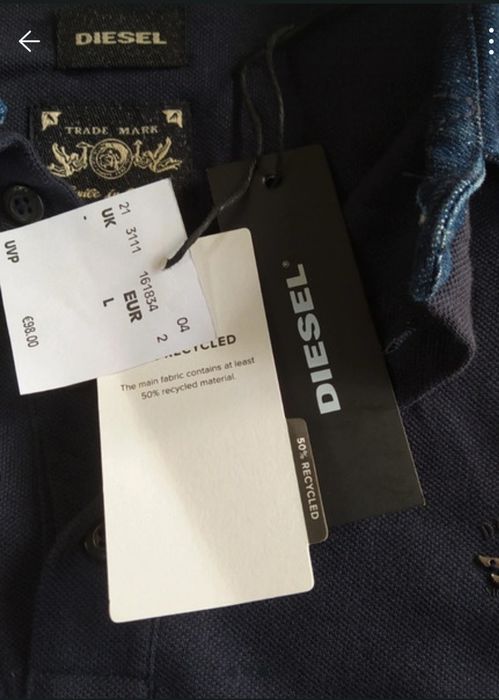 DIESEL
TRADE MARK
21 3111 161834 04
UK EUR 2
L
UVP €98.00
RECYCLED
The main fabric contains at least
50% recycled material.
DIESEL
50% RECYCLED